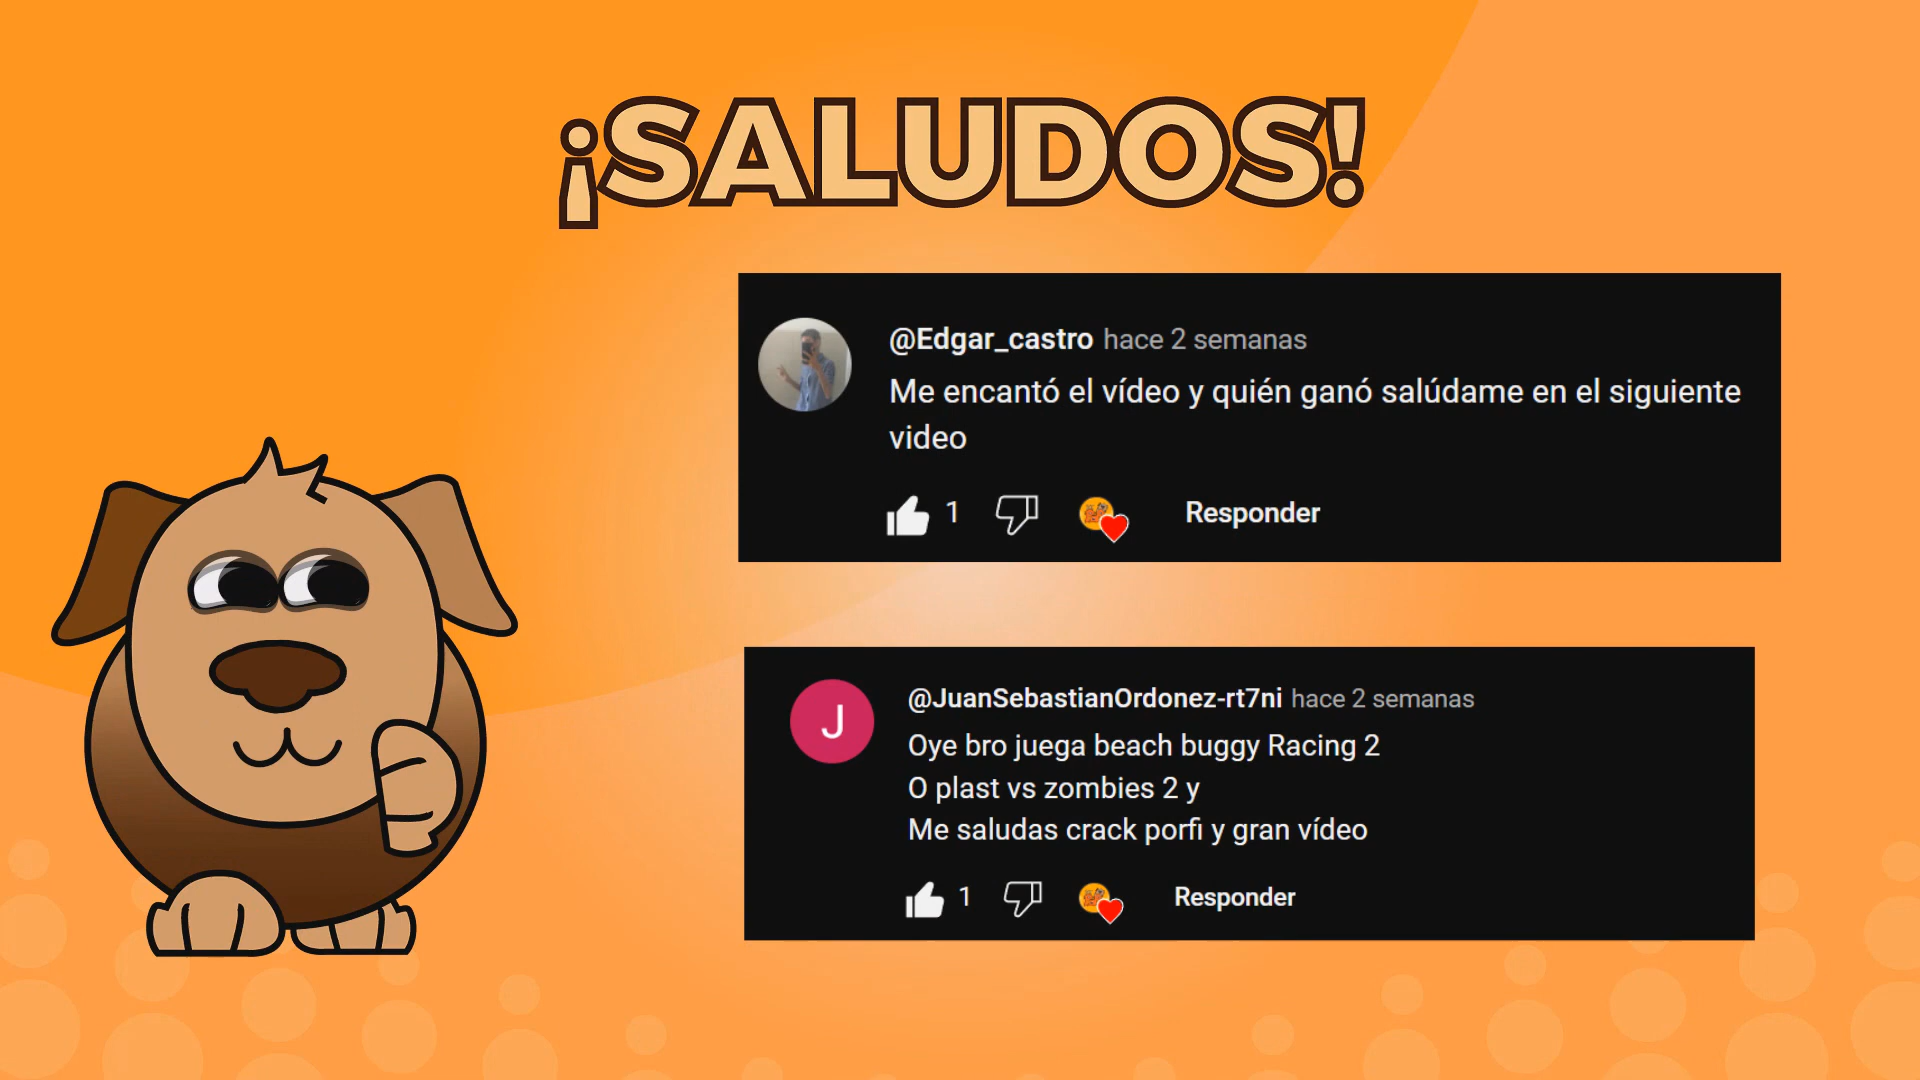 ¡SALUDOS!
@Edgar_castro hace 2 semanas
Me encantó el vídeo y quién ganó salúdame en el siguiente
video
1 Responder
J
@JuanSebastianOrdonez-rt7ni hace 2 semanas
Oye bro juega beach buggy Racing 2
O plast vs zombies 2 y
Me saludas crack porfi y gran vídeo
1 Responder